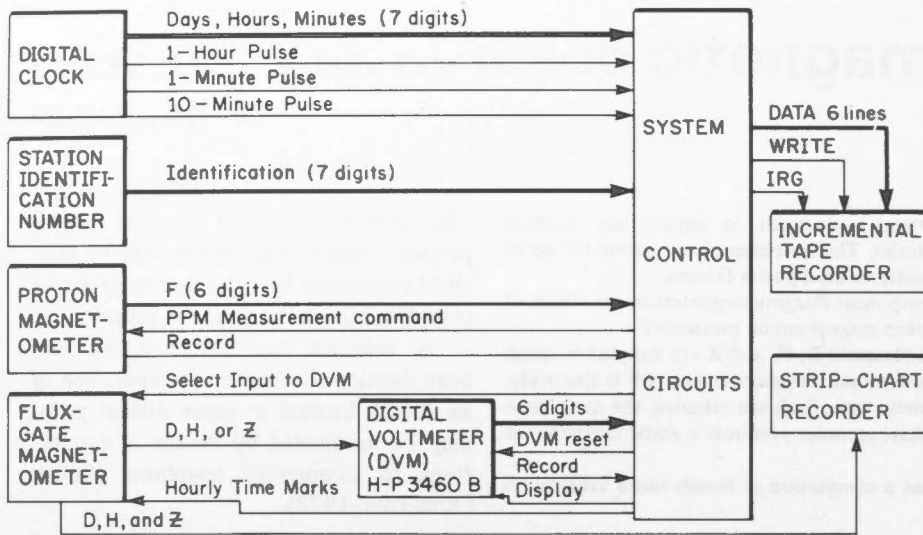 magnetic
Days, Hours, Minutes (7 digits)
DIGITAL
CLOCK
1-Hour Pulse
1-Minute Pulse
10-Minute Pulse
STATION
IDENTIFI-
CATION
NUMBER
Identification (7 digits)
PROTON
MAGNET-
OMETER
F (6 digits)
PPM Measurement command
Record
Select Input to DVM
FLUX-
GATE
MAGNET-
OMETER
D, H, or Z
Hourly Time Marks
D, H, and Z
DIGITAL
VOLTMETER
(DVM)
H-P 3460 B
6 digits
DVM reset
Record
Display
SYSTEM
CONTROL
CIRCUITS
DATA 6 lines
WRITE
IRG
INCREMENTAL
TAPE
RECORDER
STRIP-CHART
RECORDER